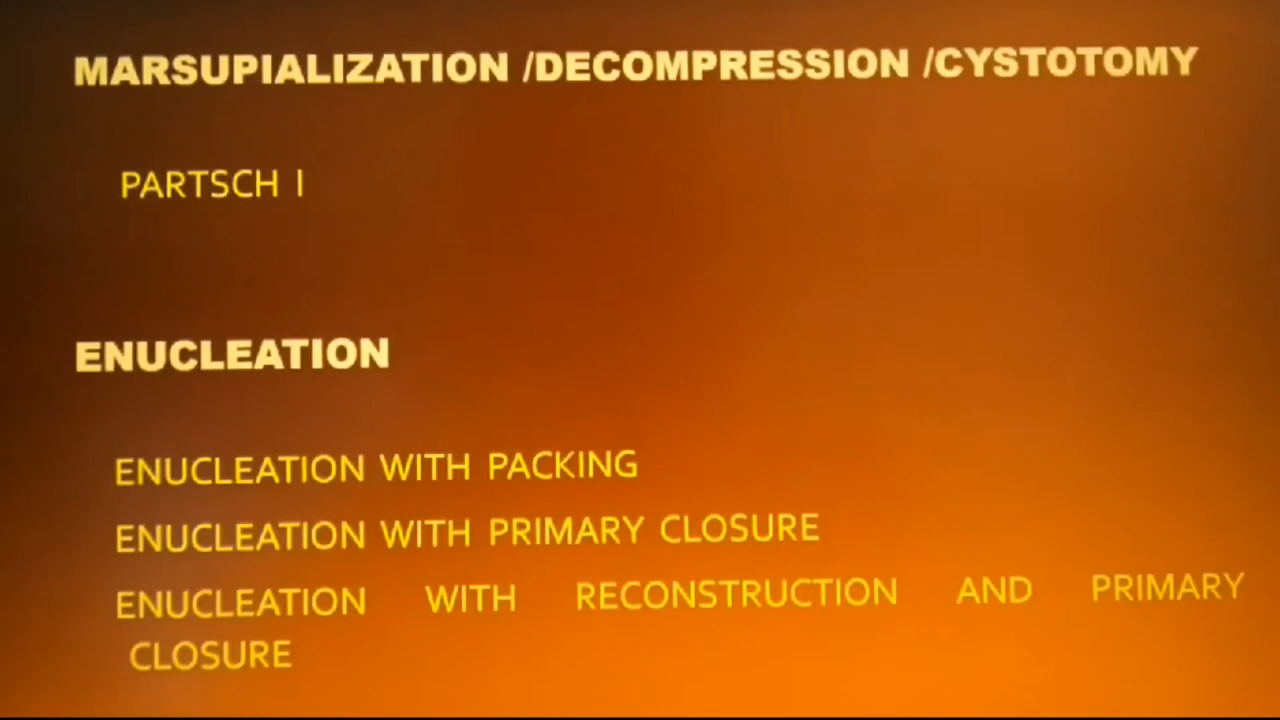 MARSUPIALIZATION /DECOMPRESSION /CYSTOTOMY
PARTSCH I
ENUCLEATION
ENUCLEATION WITH PACKING
ENUCLEATION WITH PRIMARY CLOSURE
ENUCLEATION WITH RECONSTRUCTION AND PRIMARY
CLOSURE